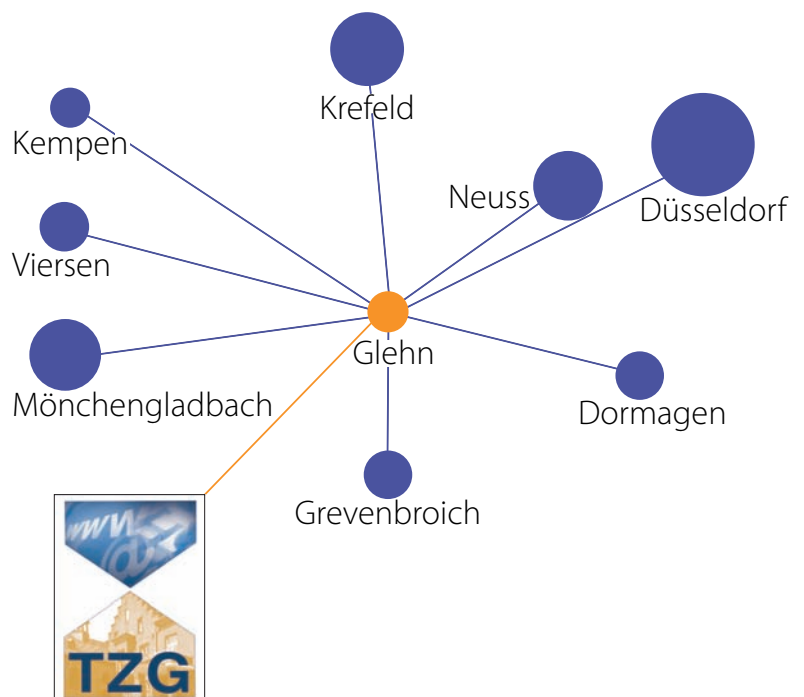 Krefeld
Kempen
Neuss
Düsseldorf
Viersen
Glehn
Mönchengladbach
Dormagen
Grevenbroich
www
@
TZG